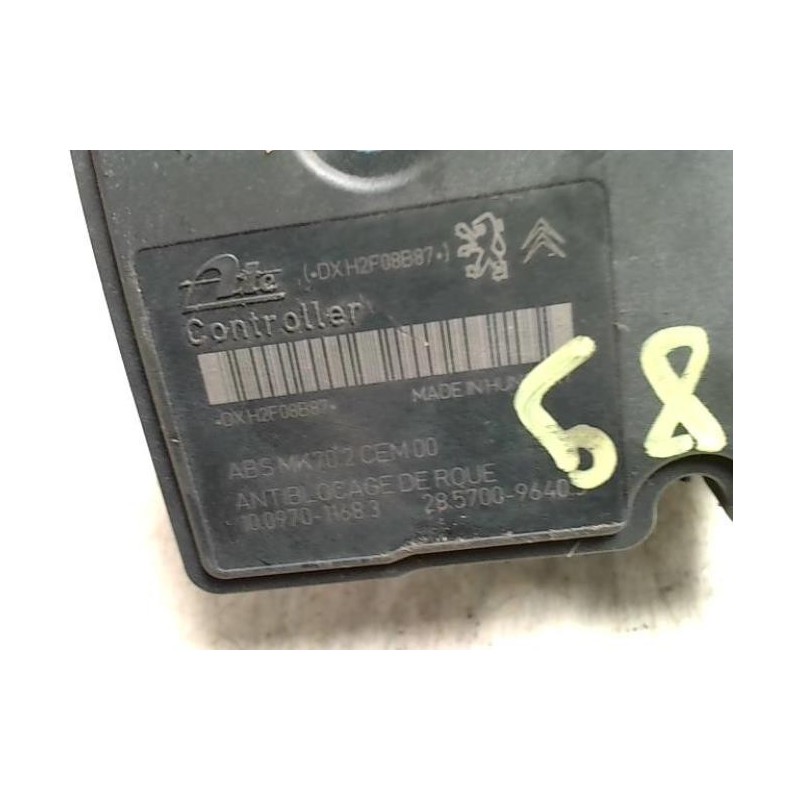 Ate (*DXH2F08B87*)
Controller
*DXH2F08B87* MADE IN
ABS MK70 2 CEM 00
ANTIBLOCAGE DE ROUE
10.0970-1168.3 28.5700-9640.
68